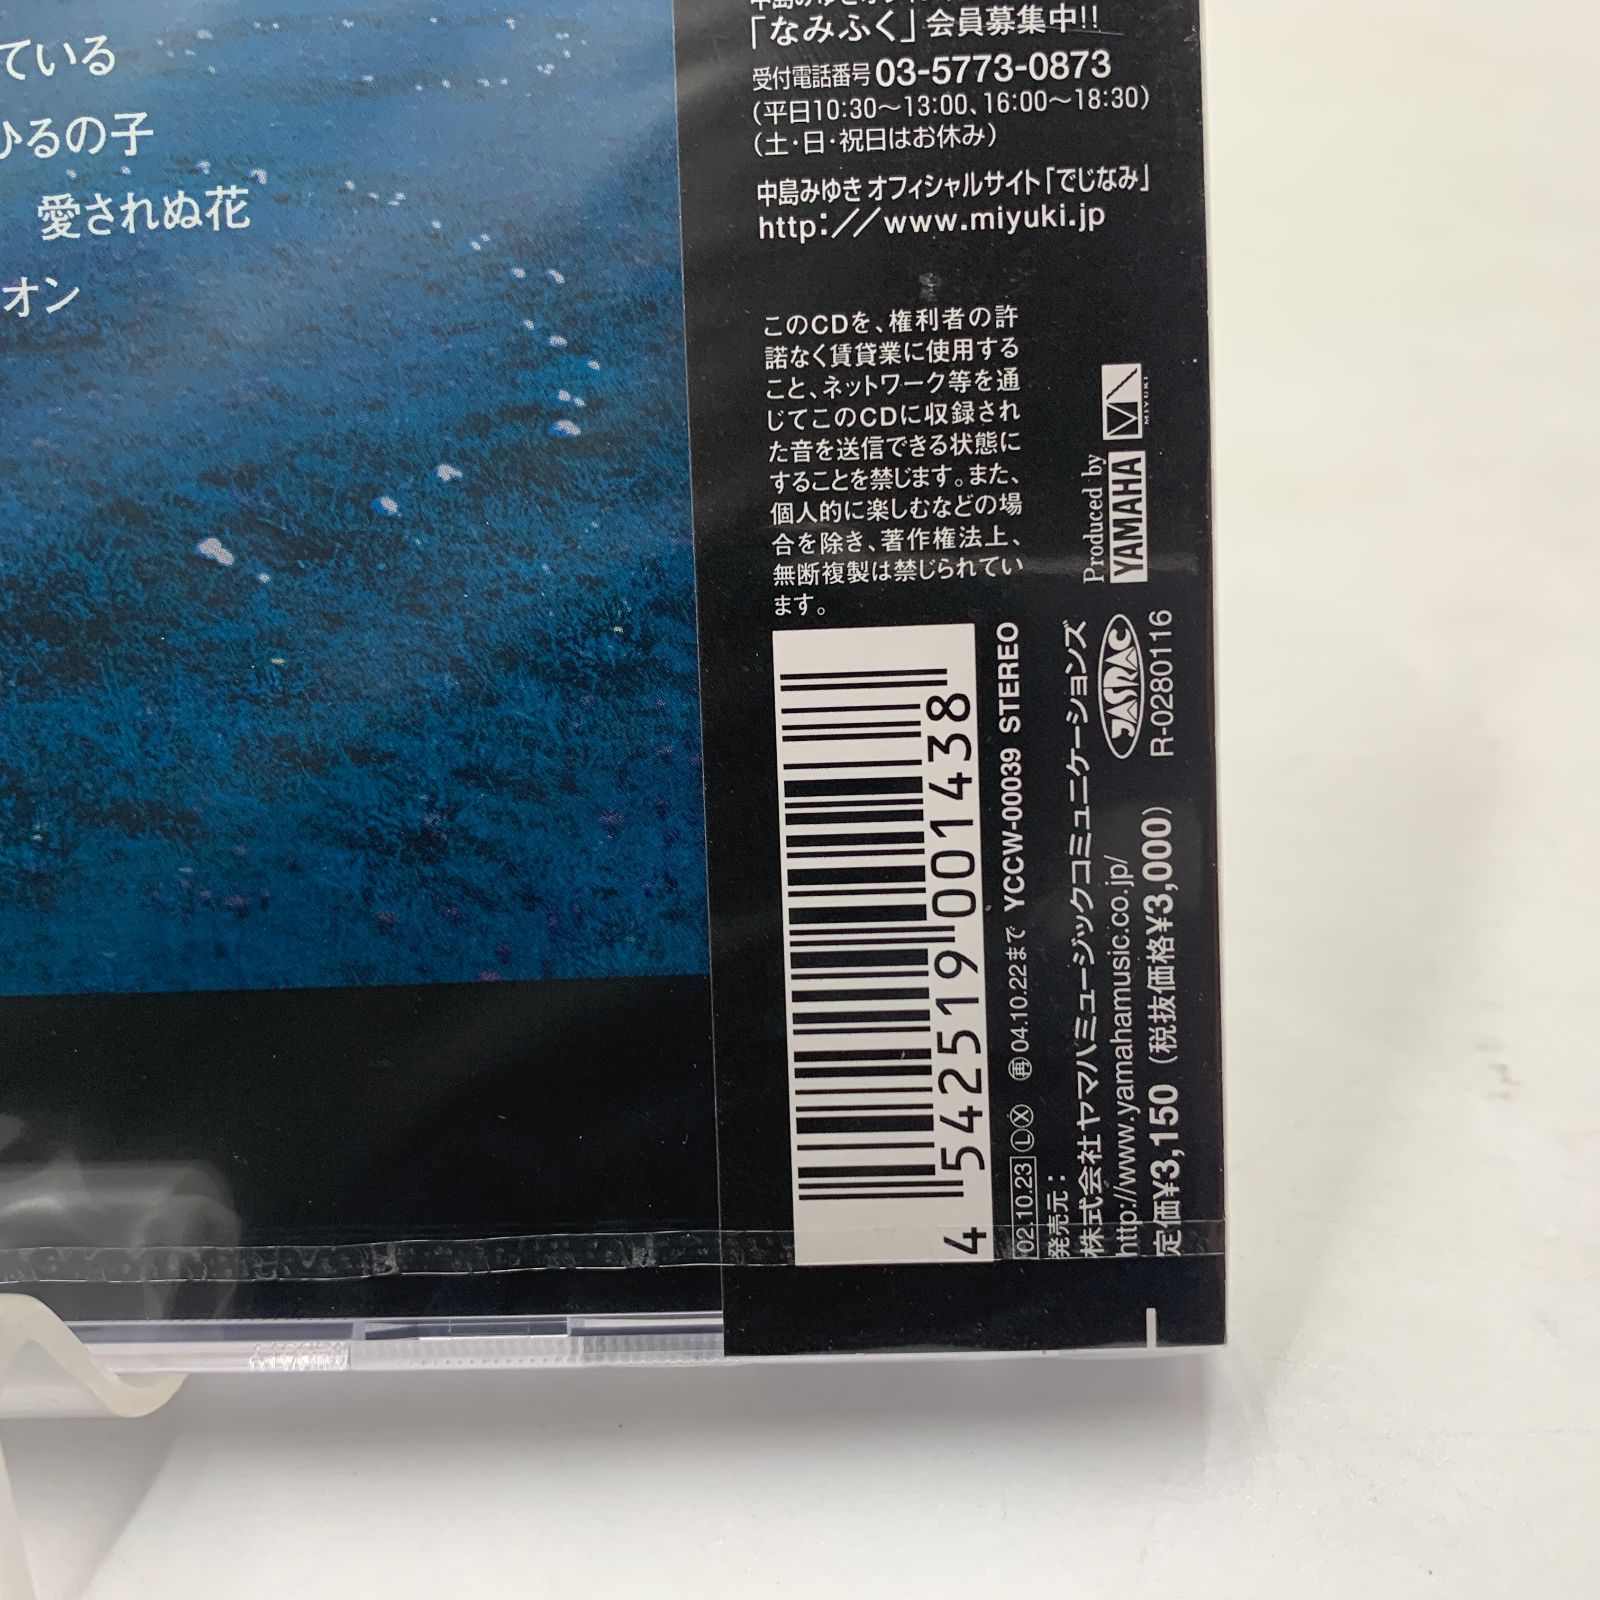 ている
ひるの子
愛されぬ花
オン
「なみふく」会員募集中!!
受付電話番号 03-5773-0873
(平日10:30～13:00、16:00～18:30)
(土・日・祝日はお休み)
中島みゆき オフィシャルサイト「でじなみ」
http://www.miyuki.jp
このCDを、権利者の許
諾なく賃貸業に使用する
こと、ネットワーク等を通
じてこのCDに収録され
た音を送信できる状態に
することを禁じます。また、
個人的に楽しむなどの場
合を除き、著作権法上、
無断複製は禁じられてい
ます。
Produced by
YAMAHA
MIYUKI
4 542519 001438
02.10.23 Ⓛ Ⓧ ㊢04.10.22まで YCCW-00039 STEREO
発売元:
株式会社ヤマハミュージックコミュニケーションズ
http://www.yamahamusic.co.jp/
定価¥3,150 (税抜価格¥3,000)
JASRAC
R-0280116